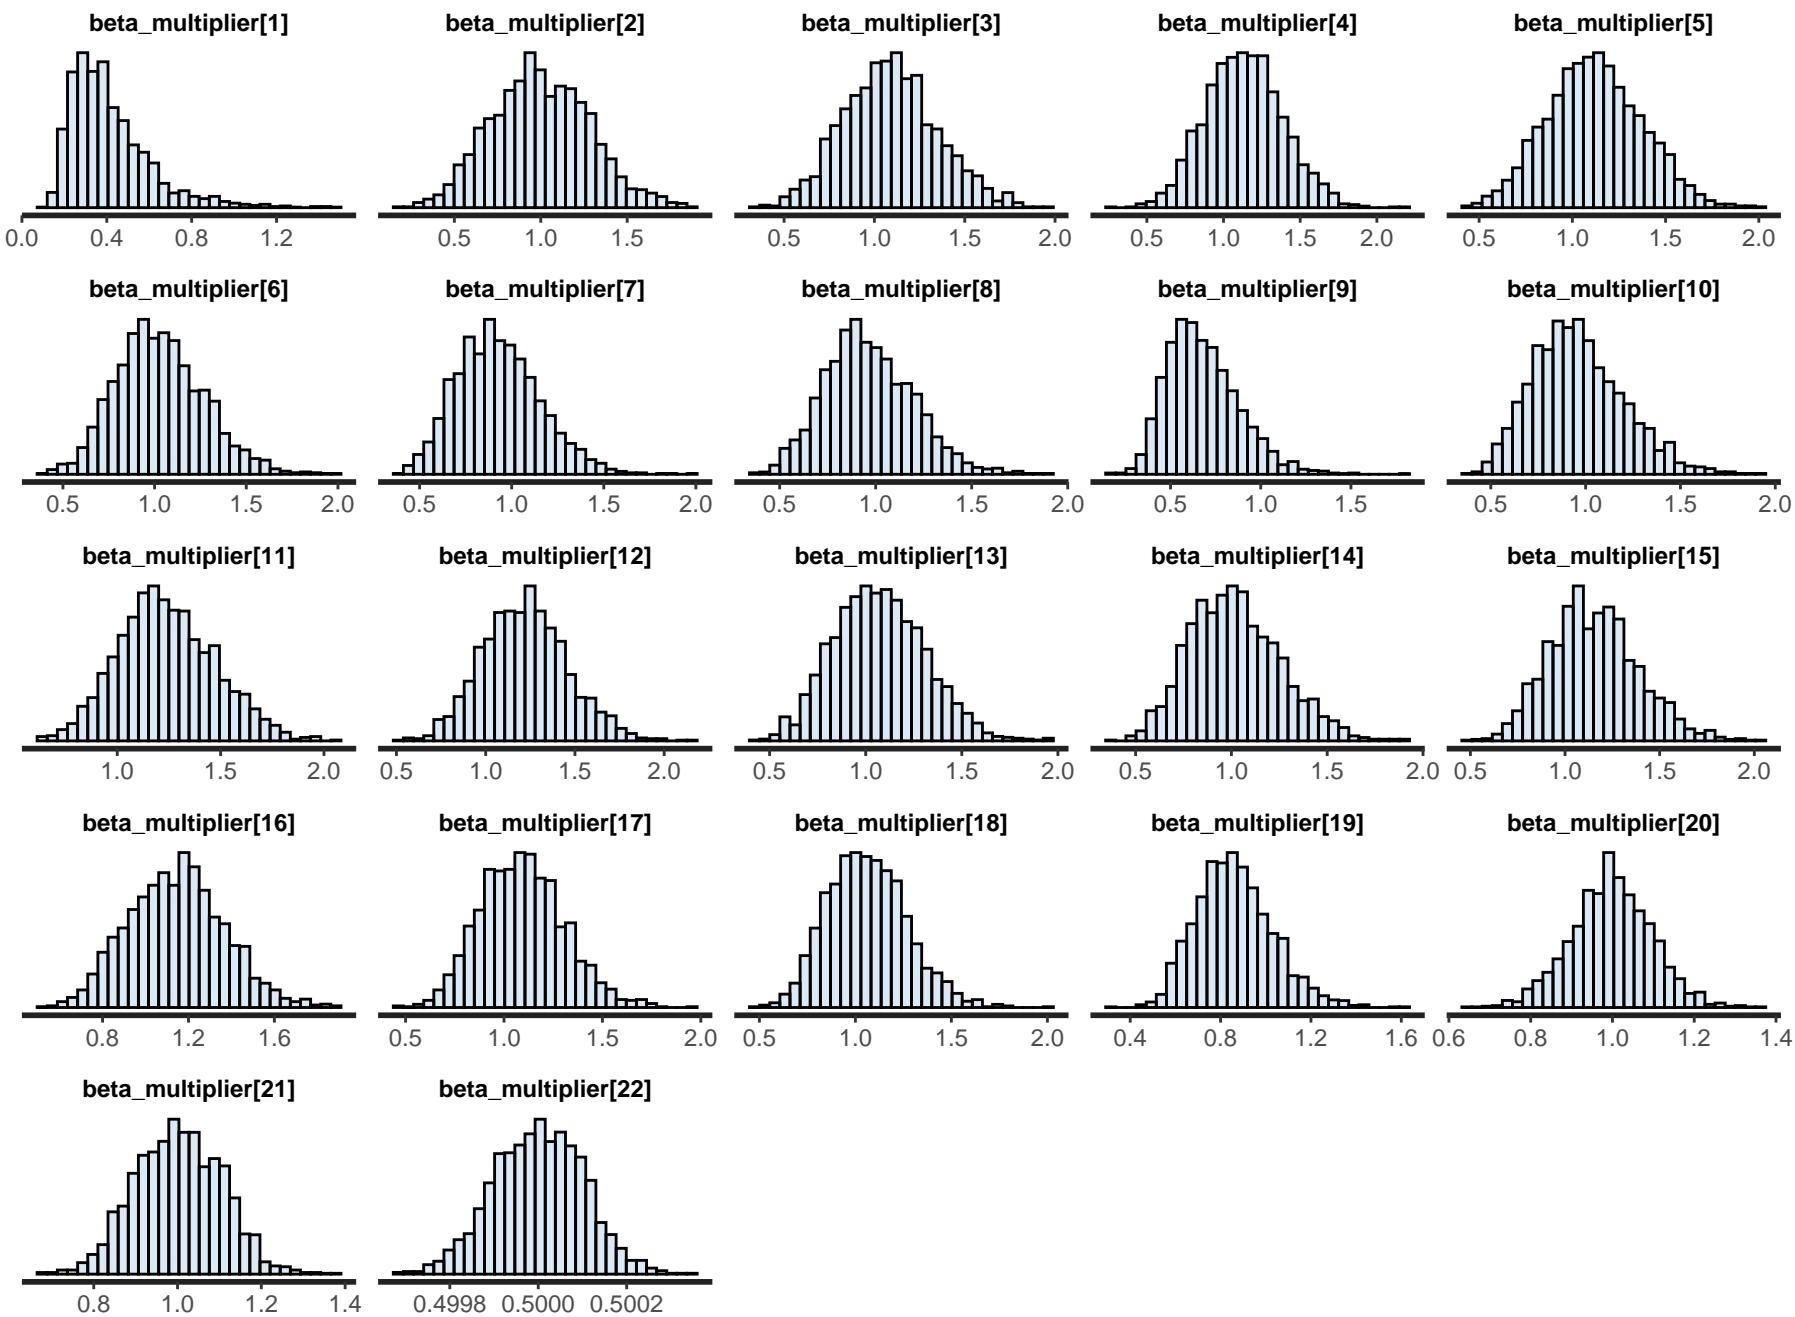 beta_multiplier[1] beta_multiplier[2] beta_multiplier[3] beta_multiplier[4] beta_multiplier[5]
0.0 0.4 0.8 1.2 0.5 1.0 1.5 0.5 1.0 1.5 2.0 0.5 1.0 1.5 2.0 0.5 1.0 1.5 2.0
beta_multiplier[6] beta_multiplier[7] beta_multiplier[8] beta_multiplier[9] beta_multiplier[10]
0.5 1.0 1.5 2.0 0.5 1.0 1.5 2.0 0.5 1.0 1.5 2.0 0.5 1.0 1.5 0.5 1.0 1.5 2.0
beta_multiplier[11] beta_multiplier[12] beta_multiplier[13] beta_multiplier[14] beta_multiplier[15]
1.0 1.5 2.0 0.5 1.0 1.5 2.0 0.5 1.0 1.5 2.0 0.5 1.0 1.5 2.0 0.5 1.0 1.5 2.0
beta_multiplier[16] beta_multiplier[17] beta_multiplier[18] beta_multiplier[19] beta_multiplier[20]
0.8 1.2 1.6 0.5 1.0 1.5 2.0 0.5 1.0 1.5 2.0 0.4 0.8 1.2 1.6 0.6 0.8 1.0 1.2 1.4
beta_multiplier[21] beta_multiplier[22]
0.8 1.0 1.2 1.4 0.4998 0.5000 0.5002